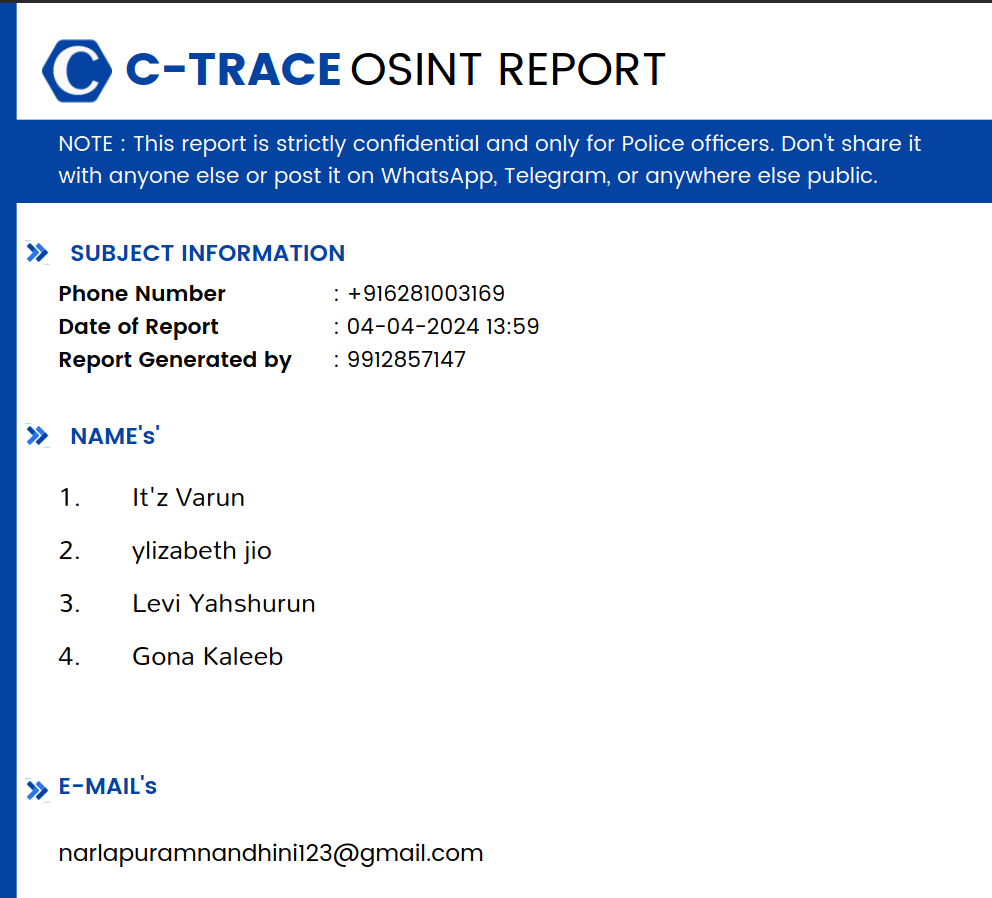 C
C-TRACE OSINT REPORT
NOTE : This report is strictly confidential and only for Police officers. Don't share it
with anyone else or post it on WhatsApp, Telegram, or anywhere else public.
SUBJECT INFORMATION
Phone Number : +916281003169
Date of Report : 04-04-2024 13:59
Report Generated by : 9912857147
NAME's'
1. It'z Varun
2. ylizabeth jio
3. Levi Yahshurun
4. Gona Kaleeb
E-MAIL's
narlapuramnandhini123@gmail.com